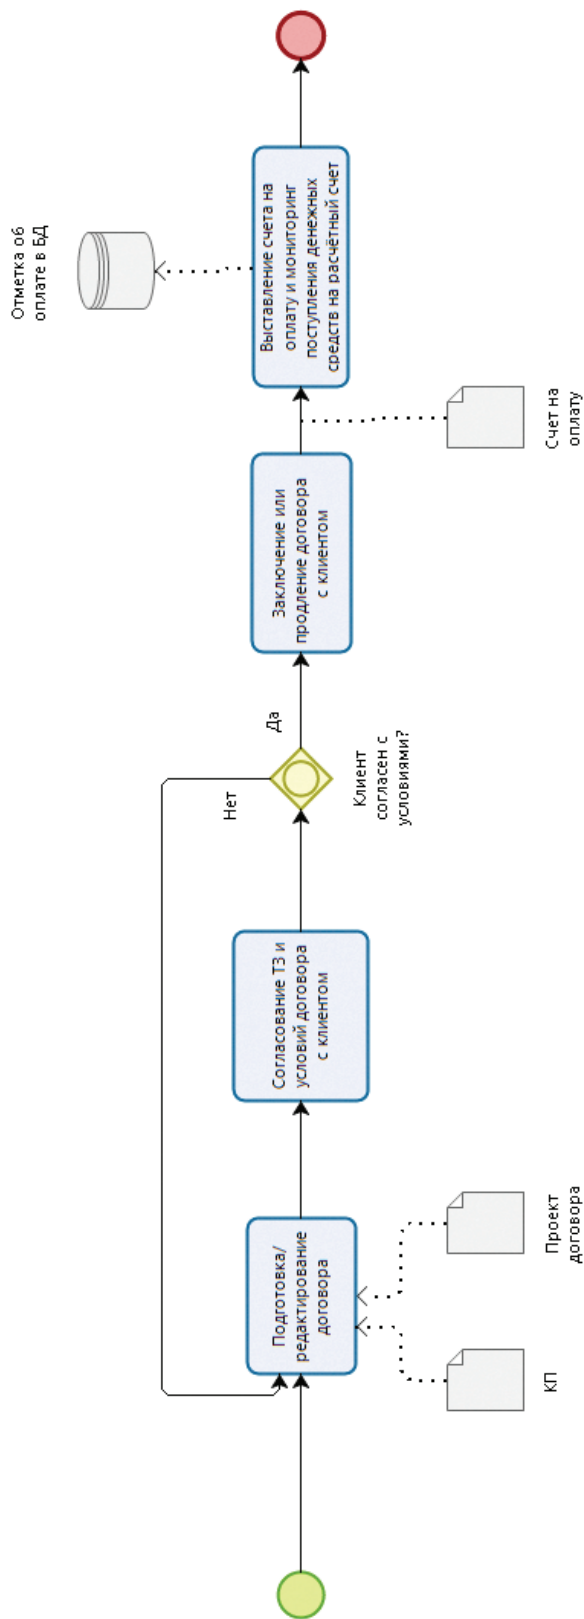 Подготовка/
редактирование
договора
КП
Проект
договора
Согласование ТЗ и
условий договора
с клиентом
Нет
Да
Клиент
согласен с
условиями?
Заключение или
продление договора
с клиентом
Счет на
оплату
Выставление счета на
оплату и мониторинг
поступления денежных
средств на расчётный счет
Отметка об
оплате в БД